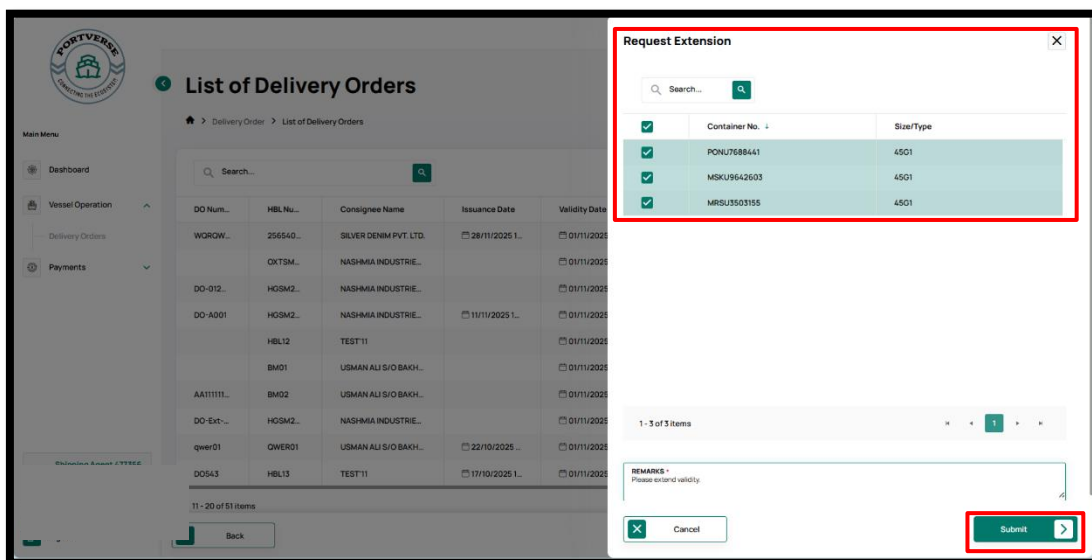 PORTVERSE
CONNECTING THE ECOSYSTEM
Main Menu
Dashboard
Vessel Operation
Delivery Orders
Payments
Shipping Agent 477356
List of Delivery Orders
Delivery Order > List of Delivery Orders
Search...
DO Num... HBL Nu... Consignee Name Issuance Date Validity Date
WQRQW... 256540... SILVER DENIM PVT. LTD. 28/11/2025 1... 01/11/2025
OXTSM... NASHMIA INDUSTRIE... 01/11/2025
DO-012... HGSM2... NASHMIA INDUSTRIE... 01/11/2025
DO-A001 HGSM2... NASHMIA INDUSTRIE... 11/11/2025 1... 01/11/2025
HBL12 TEST'11 01/11/2025
BM01 USMAN ALI S/O BAKH... 01/11/2025
AA111111... BM02 USMAN ALI S/O BAKH... 01/11/2025
DO-Ext-... HGSM2... NASHMIA INDUSTRIE... 01/11/2025
qwer01 QWER01 USMAN ALI S/O BAKH... 22/10/2025 ... 01/11/2025
DO543 HBL13 TEST'11 17/10/2025 1... 01/11/2025
11 - 20 of 51 items
Back
Request Extension
Search...
Container No. ↓ Size/Type
PONU7688441 45G1
MSKU9642603 45G1
MRSU3503155 45G1
1 - 3 of 3 items
1
REMARKS *
Please extend validity.
Cancel
Submit